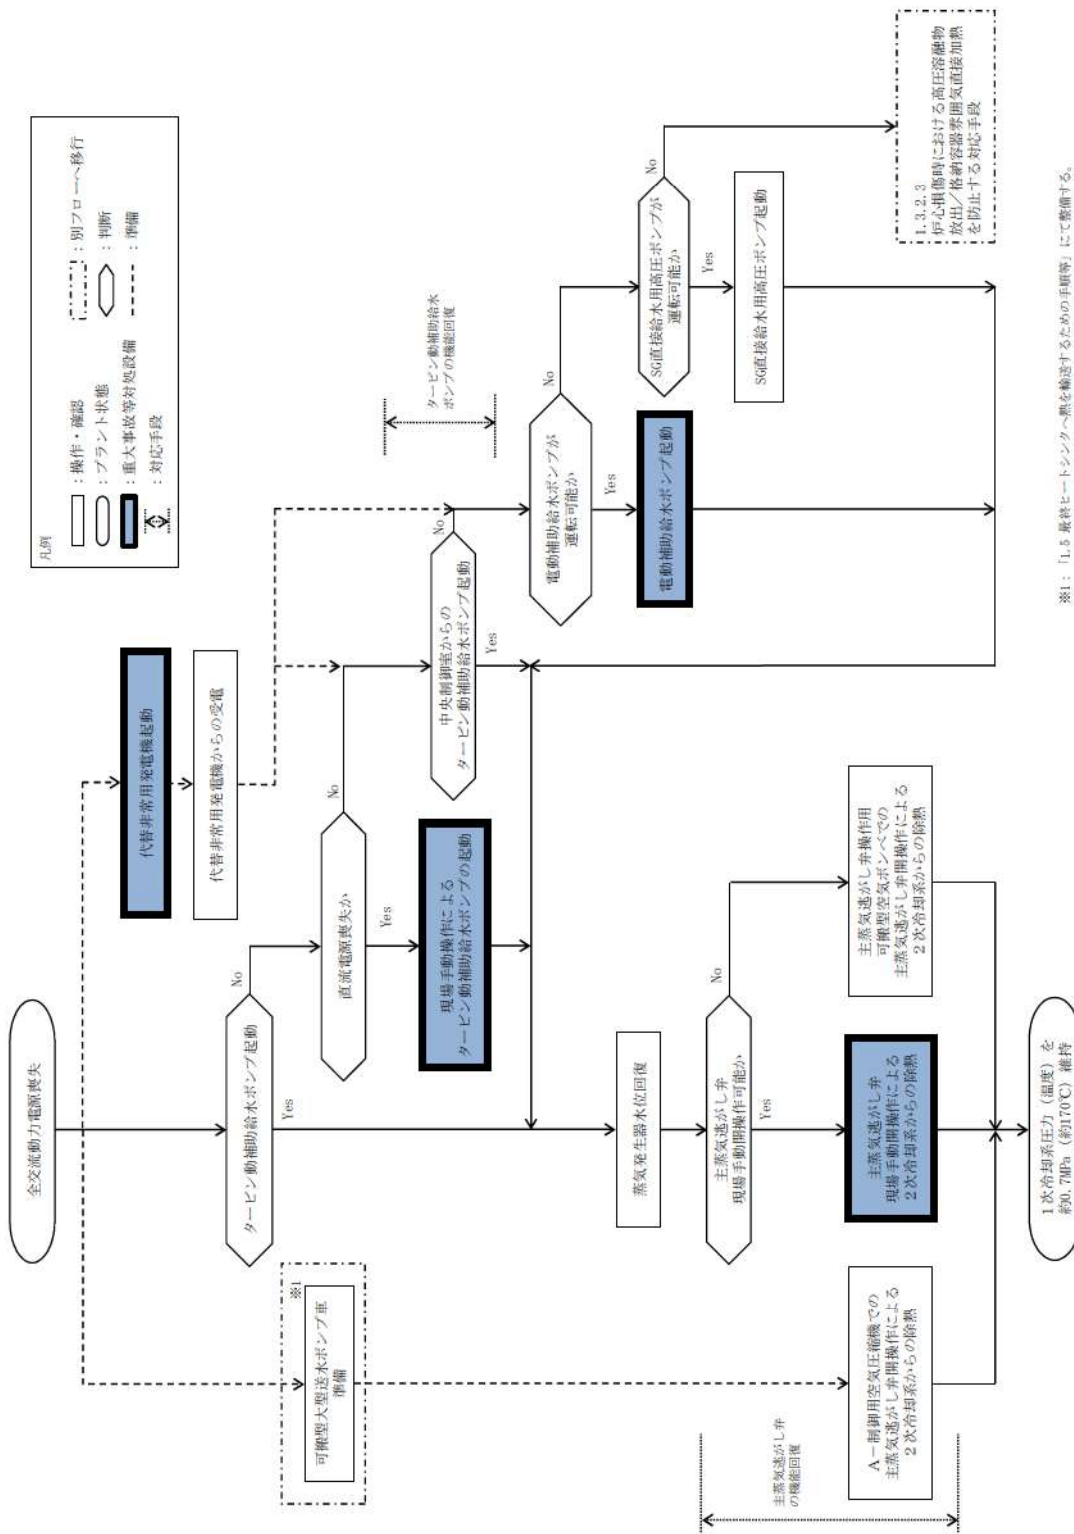 凡例
：操作・確認
：プラント状態
：重大事故等対処設備
：対応手段
：別フローへ移行
：判断
：準備
全交流動力電源喪失
代替非常用発電機起動
代替非常用発電機からの受電
※1
可搬型大型送水ポンプ車
準備
タービン動補助給水ポンプ起動
No
Yes
直流電源喪失か
No
Yes
現場手動操作による
タービン動補助給水ポンプの起動
中央制御室からの
タービン動補助給水ポンプ起動
No
Yes
タービン動補助給水
ポンプの機能回復
電動補助給水ポンプが
運転可能か
No
Yes
電動補助給水ポンプ起動
SG直接給水用高圧ポンプが
運転可能か
No
Yes
SG直接給水用高圧ポンプ起動
1.3.2.3
炉心損傷時における高圧溶融物
放出／格納容器雰囲気直接加熱
を防止する対応手段
蒸気発生器水位回復
主蒸気逃がし弁
現場手動開操作可能か
No
Yes
主蒸気逃がし弁
の機能回復
A－制御用空気圧縮機での
主蒸気逃がし弁開操作による
２次冷却系からの除熱
主蒸気逃がし弁
現場手動開操作による
２次冷却系からの除熱
主蒸気逃がし弁操作用
可搬型空気ボンベでの
主蒸気逃がし弁開操作による
２次冷却系からの除熱
１次冷却系圧力（温度）を
約0.7MPa（約170℃）維持
※1：「1.5 最終ヒートシンクへ熱を輸送するための手順等」にて整備する。